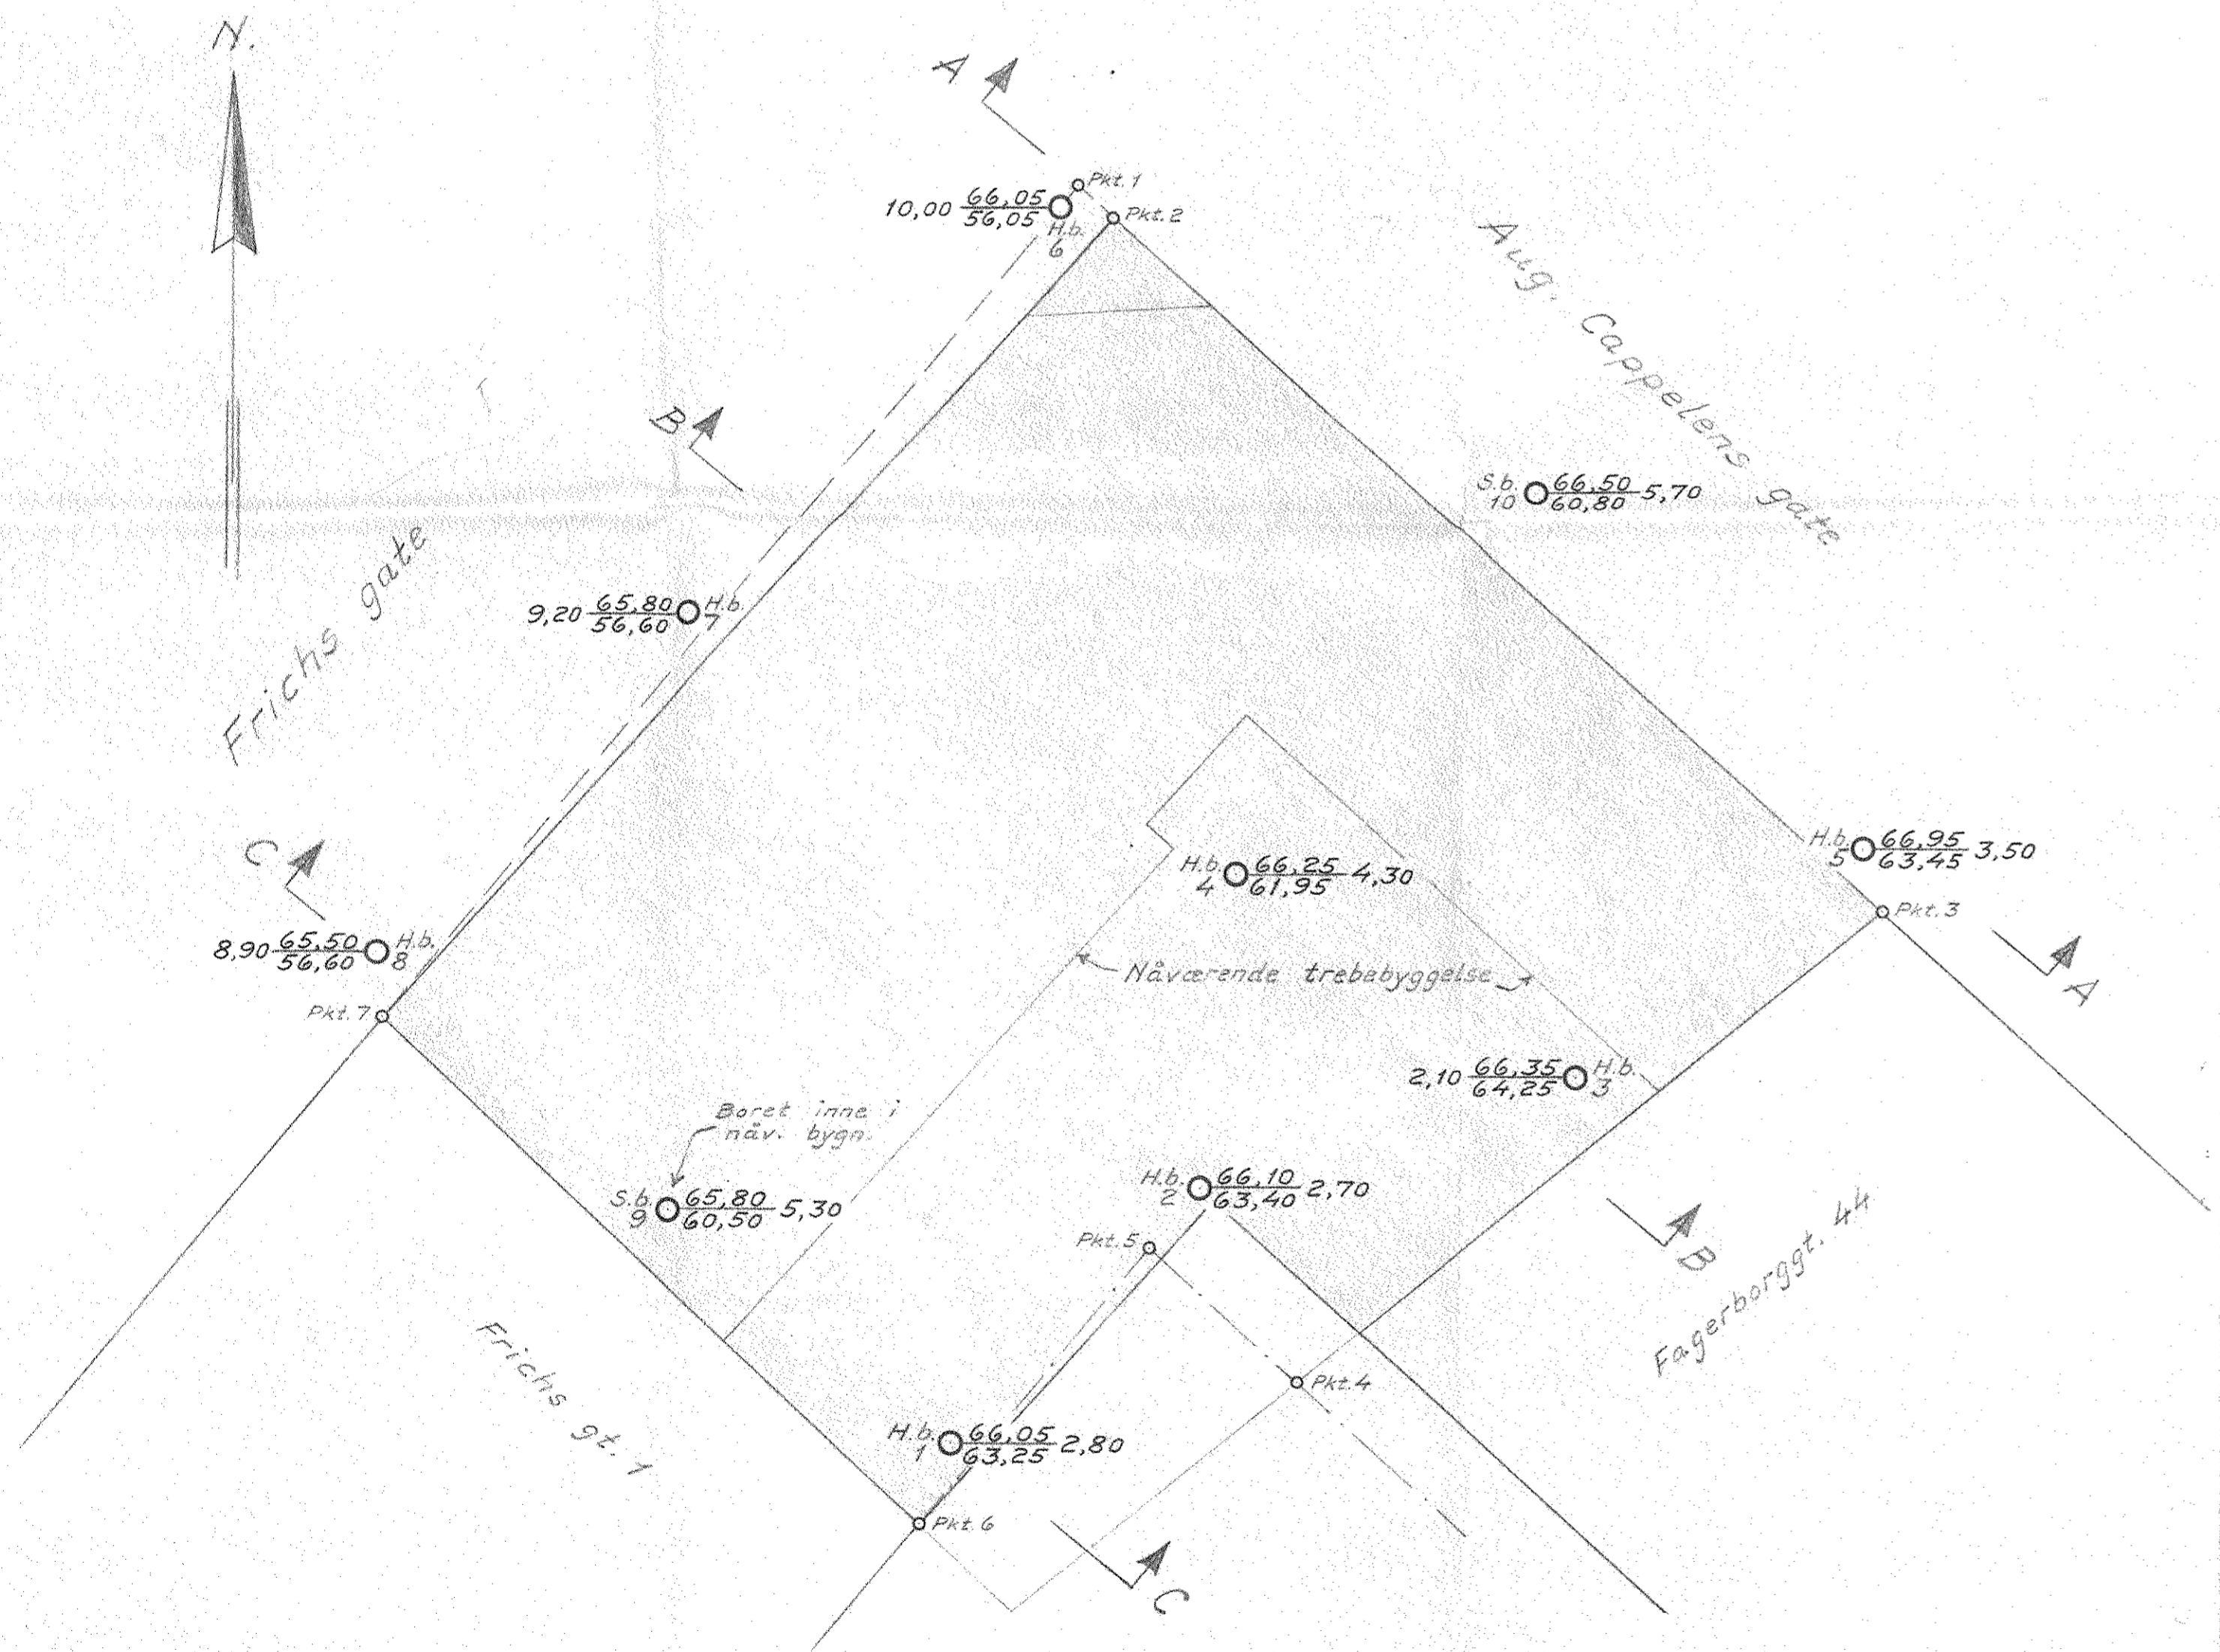 N.
A
Pkt. 1
10,00 66,05
56,05
H.b.
6
Pkt. 2
Aug. Cappelens gate
B
S.b.
10
66,50
60,80
5,70
Frichs gate
9,20 65,80
56,60
H.b.
7
C
H.b.
5
66,95
63,45
3,50
H.b.
4
66,25
61,95
4,30
Pkt. 3
8,90 65,50
56,60
H.b.
8
Nåværende trebebyggelse
A
Pkt. 7
2,10 66,35
64,25
H.b.
3
Boret inne i
nåv. bygn.
S.b.
9
65,80
60,50
5,30
H.b.
2
66,10
63,40
2,70
Pkt. 5
B
Fagerborggt. 44
Frichs gt. 1
Pkt. 4
H.b.
1
66,05
63,25
2,80
Pkt. 6
C